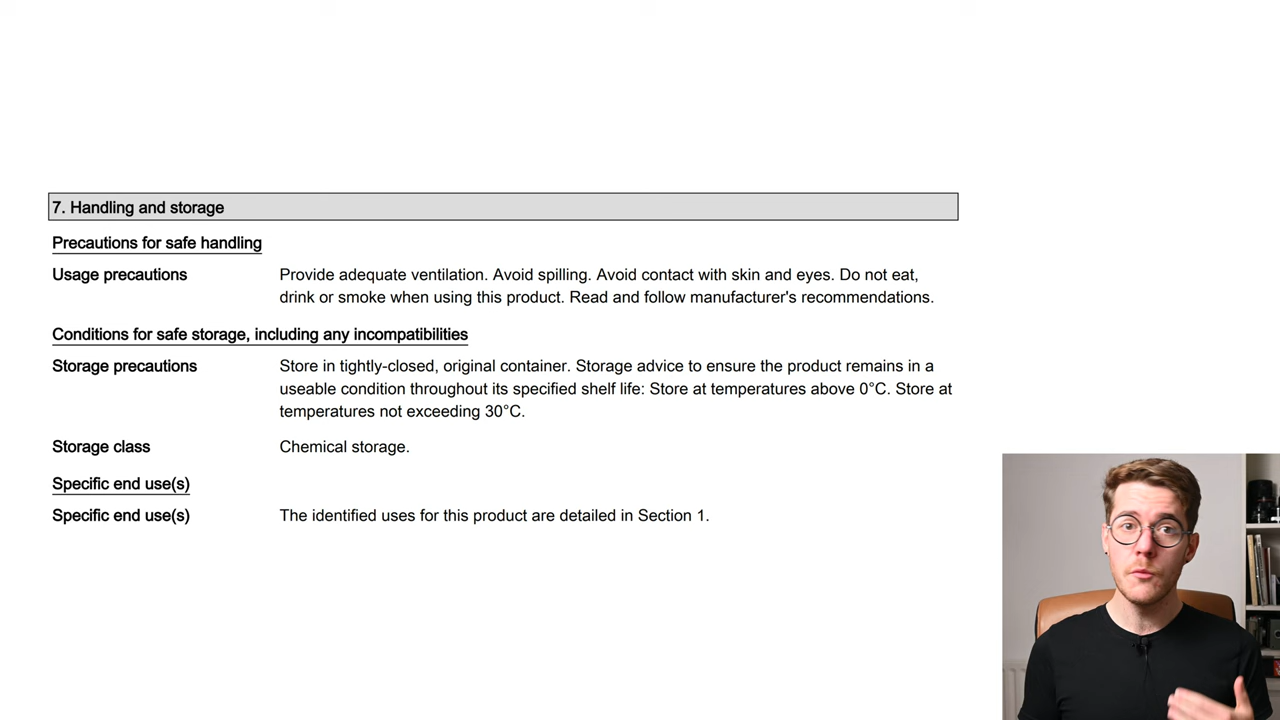 7. Handling and storage
Precautions for safe handling
Usage precautions Provide adequate ventilation. Avoid spilling. Avoid contact with skin and eyes. Do not eat,
drink or smoke when using this product. Read and follow manufacturer's recommendations.
Conditions for safe storage, including any incompatibilities
Storage precautions Store in tightly-closed, original container. Storage advice to ensure the product remains in a
useable condition throughout its specified shelf life: Store at temperatures above 0°C. Store at
temperatures not exceeding 30°C.
Storage class Chemical storage.
Specific end use(s)
Specific end use(s) The identified uses for this product are detailed in Section 1.